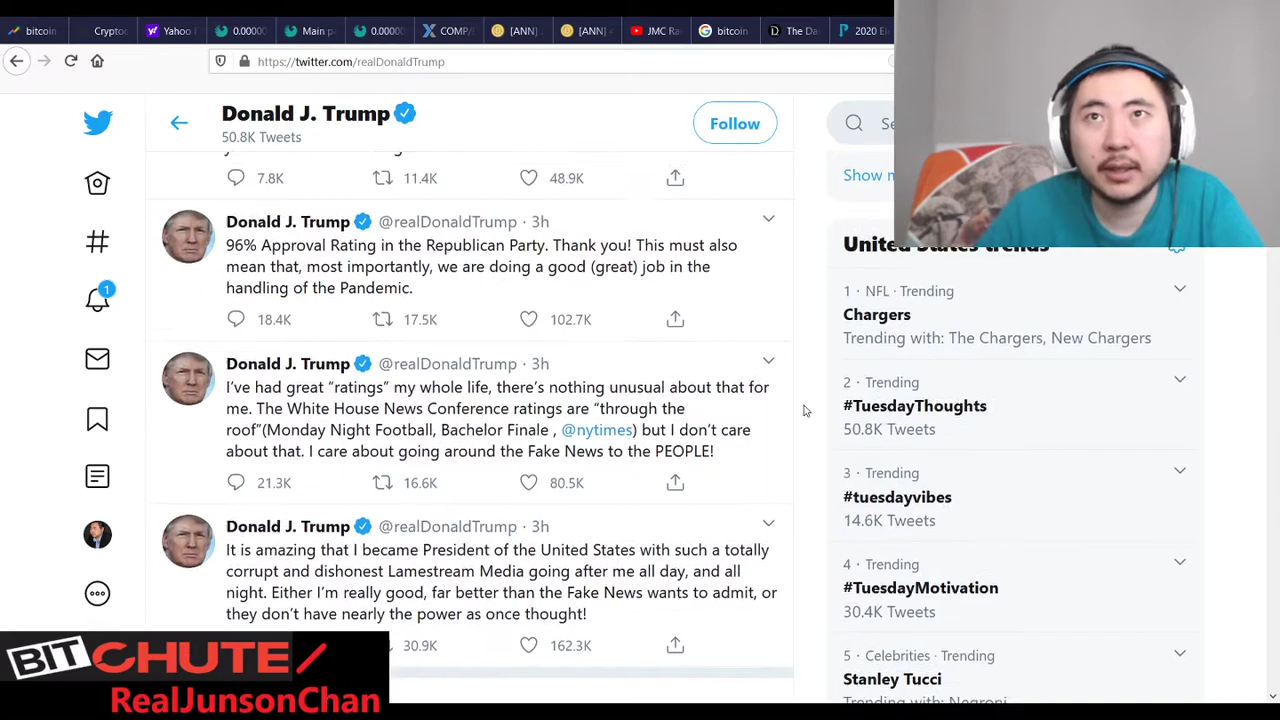 bitcoin
Crypto
Yahoo
0.00000
Main p
0.00000
COMP/
[ANN]
[ANN]
JMC Ra
bitcoin
The Da
2020 El
https://twitter.com/realDonaldTrump
Donald J. Trump
50.8K Tweets
Follow
7.8K 11.4K 48.9K
Donald J. Trump @realDonaldTrump · 3h
96% Approval Rating in the Republican Party. Thank you! This must also
mean that, most importantly, we are doing a good (great) job in the
handling of the Pandemic.
18.4K 17.5K 102.7K
Donald J. Trump @realDonaldTrump · 3h
I’ve had great “ratings” my whole life, there’s nothing unusual about that for
me. The White House News Conference ratings are “through the
roof”(Monday Night Football, Bachelor Finale , @nytimes) but I don’t care
about that. I care about going around the Fake News to the PEOPLE!
21.3K 16.6K 80.5K
Donald J. Trump @realDonaldTrump · 3h
It is amazing that I became President of the United States with such a totally
corrupt and dishonest Lamestream Media going after me all day, and all
night. Either I’m really good, far better than the Fake News wants to admit, or
they don’t have nearly the power as once thought!
30.9K 162.3K
1
Se
Show m
United States trends
1 · NFL · Trending
Chargers
Trending with: The Chargers, New Chargers
2 · Trending
#TuesdayThoughts
50.8K Tweets
3 · Trending
#tuesdayvibes
14.6K Tweets
4 · Trending
#TuesdayMotivation
30.4K Tweets
5 · Celebrities · Trending
Stanley Tucci
Trending with: Negroni
BITCHUTE/
RealJunsonChan